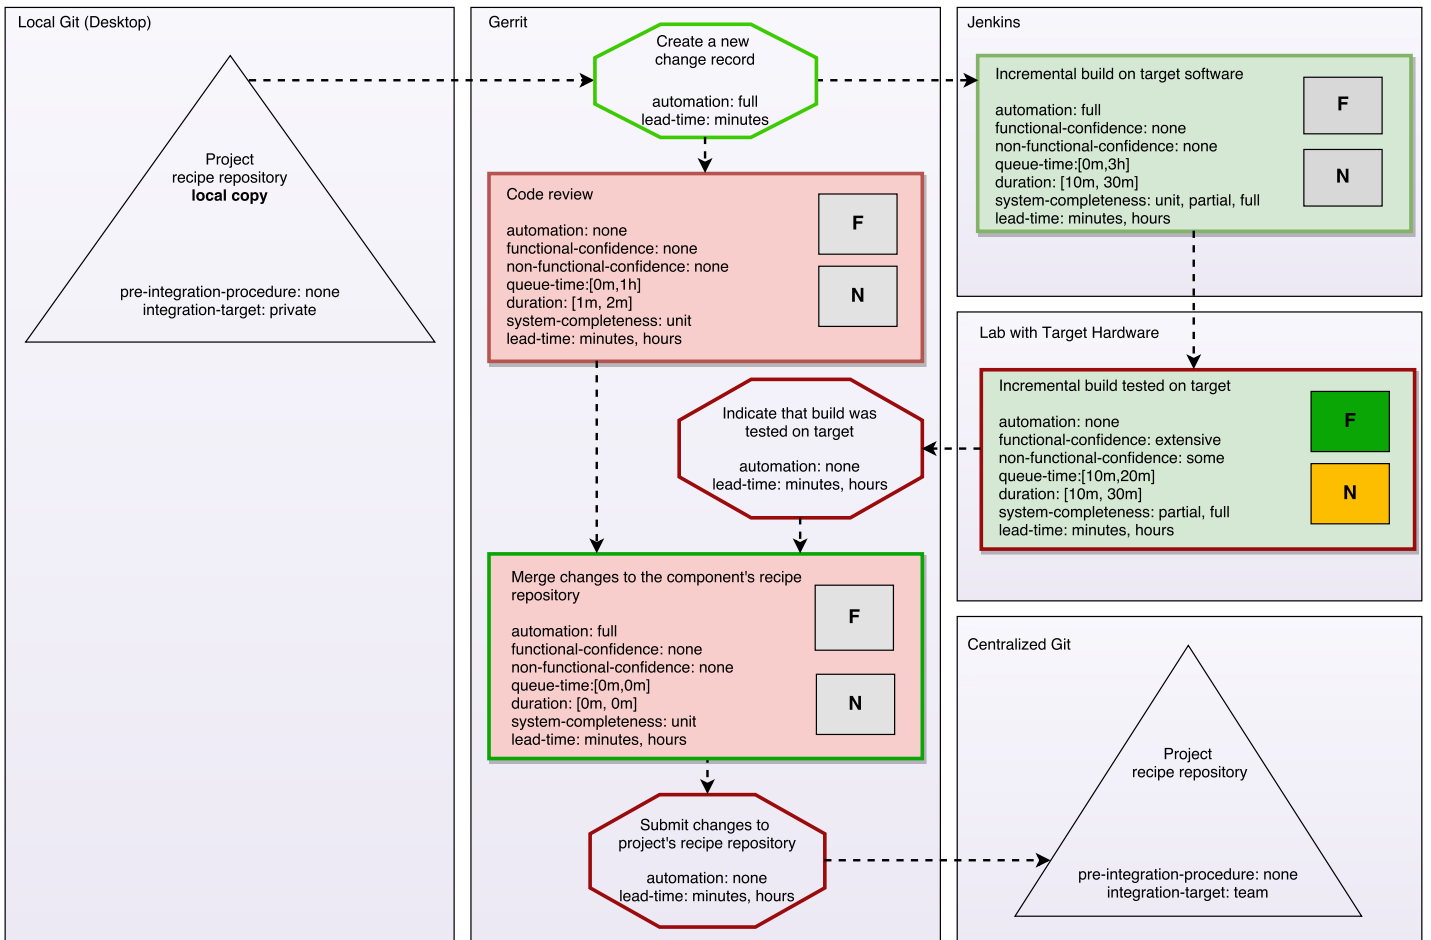 Local Git (Desktop)
Project
recipe repository
local copy
pre-integration-procedure: none
integration-target: private
Gerrit
Create a new
change record
automation: full
lead-time: minutes
Code review
automation: none
functional-confidence: none
non-functional-confidence: none
queue-time:[0m,1h]
duration: [1m, 2m]
system-completeness: unit
lead-time: minutes, hours
F
N
Indicate that build was
tested on target
automation: none
lead-time: minutes, hours
Merge changes to the component's recipe
repository
automation: full
functional-confidence: none
non-functional-confidence: none
queue-time:[0m,0m]
duration: [0m, 0m]
system-completeness: unit
lead-time: minutes, hours
F
N
Submit changes to
project's recipe repository
automation: none
lead-time: minutes, hours
Jenkins
Incremental build on target software
automation: full
functional-confidence: none
non-functional-confidence: none
queue-time:[0m,3h]
duration: [10m, 30m]
system-completeness: unit, partial, full
lead-time: minutes, hours
F
N
Lab with Target Hardware
Incremental build tested on target
automation: none
functional-confidence: extensive
non-functional-confidence: some
queue-time:[10m,20m]
duration: [10m, 30m]
system-completeness: partial, full
lead-time: minutes, hours
F
N
Centralized Git
Project
recipe repository
pre-integration-procedure: none
integration-target: team